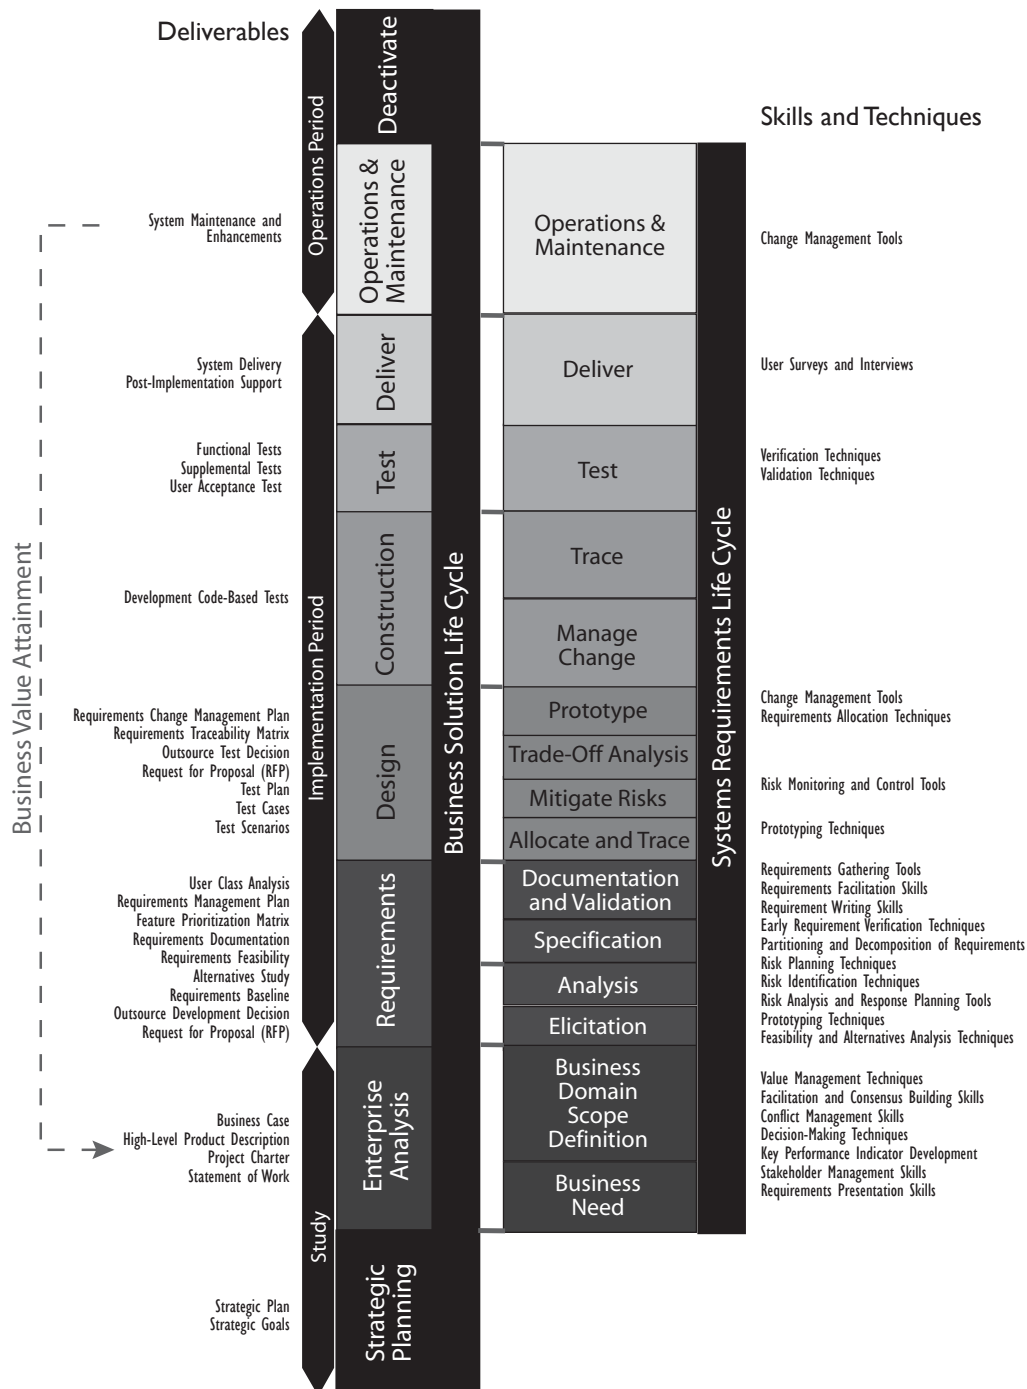 Deliverables
Skills and Techniques
Business Value Attainment
System Maintenance and
Enhancements
System Delivery
Post-Implementation Support
Functional Tests
Supplemental Tests
User Acceptance Test
Development Code-Based Tests
Requirements Change Management Plan
Requirements Traceability Matrix
Outsource Test Decision
Request for Proposal (RFP)
Test Plan
Test Cases
Test Scenarios
User Class Analysis
Requirements Management Plan
Feature Prioritization Matrix
Requirements Documentation
Requirements Feasibility
Alternatives Study
Requirements Baseline
Outsource Development Decision
Request for Proposal (RFP)
Business Case
High-Level Product Description
Project Charter
Statement of Work
Strategic Plan
Strategic Goals
Operations Period
Implementation Period
Study
Deactivate
Operations &
Maintenance
Deliver
Test
Construction
Design
Requirements
Enterprise
Analysis
Strategic
Planning
Business Solution Life Cycle
Operations &
Maintenance
Deliver
Test
Trace
Manage
Change
Prototype
Trade-Off Analysis
Mitigate Risks
Allocate and Trace
Documentation
and Validation
Specification
Analysis
Elicitation
Business
Domain
Scope
Definition
Business
Need
Systems Requirements Life Cycle
Change Management Tools
User Surveys and Interviews
Verification Techniques
Validation Techniques
Change Management Tools
Requirements Allocation Techniques
Risk Monitoring and Control Tools
Prototyping Techniques
Requirements Gathering Tools
Requirements Facilitation Skills
Requirement Writing Skills
Early Requirement Verification Techniques
Partitioning and Decomposition of Requirements
Risk Planning Techniques
Risk Identification Techniques
Risk Analysis and Response Planning Tools
Prototyping Techniques
Feasibility and Alternatives Analysis Techniques
Value Management Techniques
Facilitation and Consensus Building Skills
Conflict Management Skills
Decision-Making Techniques
Key Performance Indicator Development
Stakeholder Management Skills
Requirements Presentation Skills